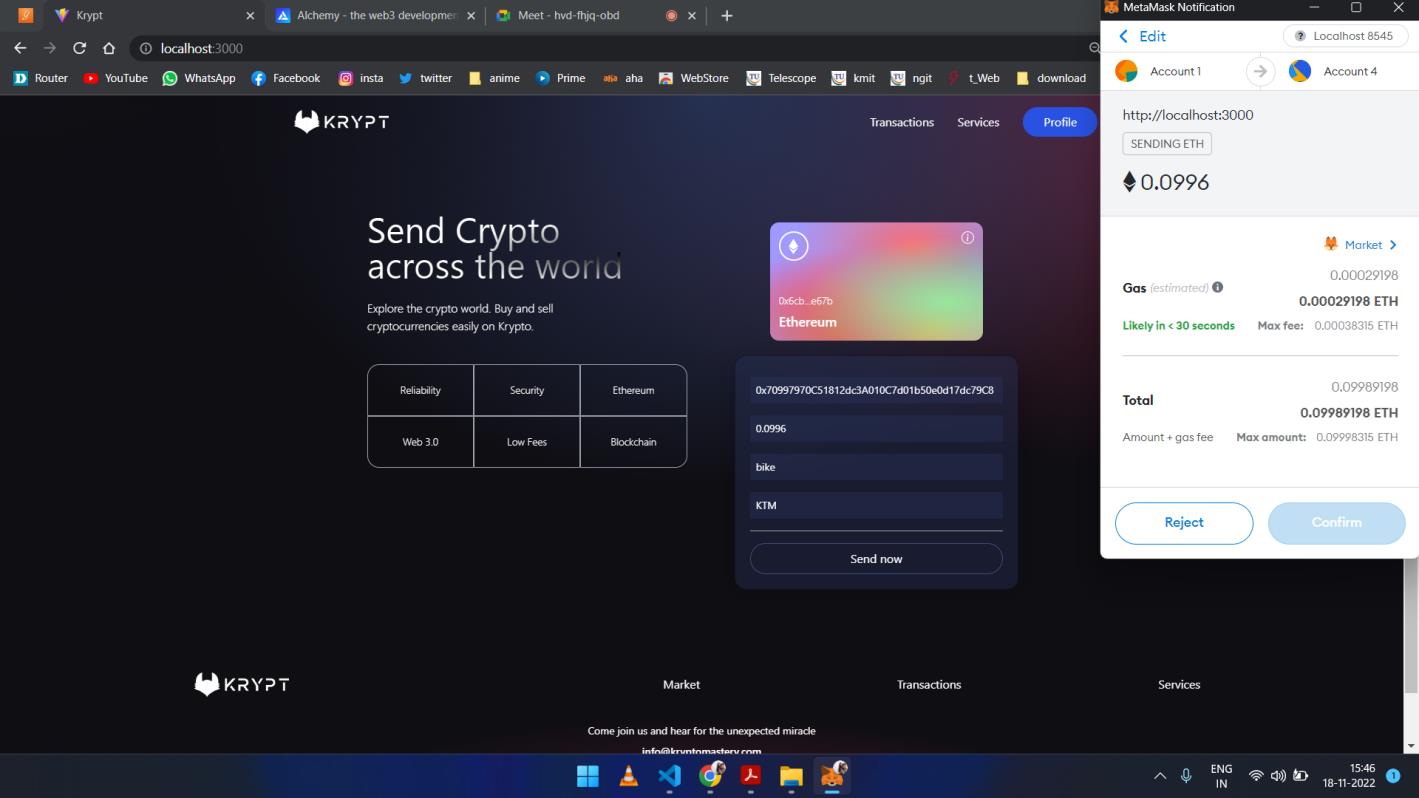 Krypt
Alchemy - the web3 developmen
Meet - hvd-fhjq-obd
MetaMask Notification
localhost:3000
Router
YouTube
WhatsApp
Facebook
insta
twitter
anime
Prime
aha
aha
WebStore
TU
Telescope
TU
kmit
TU
ngit
t_Web
download
KRYPT
Transactions
Services
Profile
Send Crypto
across the world
Explore the crypto world. Buy and sell
cryptocurrencies easily on Krypto.
Reliability
Security
Ethereum
Web 3.0
Low Fees
Blockchain
0x6cb...e67b
Ethereum
0x70997970C51812dc3A010C7d01b50e0d17dc79C8
0.0996
bike
KTM
Send now
Edit
Localhost 8545
Account 1
Account 4
http://localhost:3000
SENDING ETH
0.0996
Market
Gas (estimated)
0.00029198
0.00029198 ETH
Likely in < 30 seconds
Max fee: 0.00038315 ETH
Total
0.09989198
0.09989198 ETH
Amount + gas fee
Max amount: 0.09998315 ETH
Reject
Confirm
KRYPT
Market
Transactions
Services
Come join us and hear for the unexpected miracle
info@kryptomastery.com
ENG
IN
15:46
18-11-2022
1